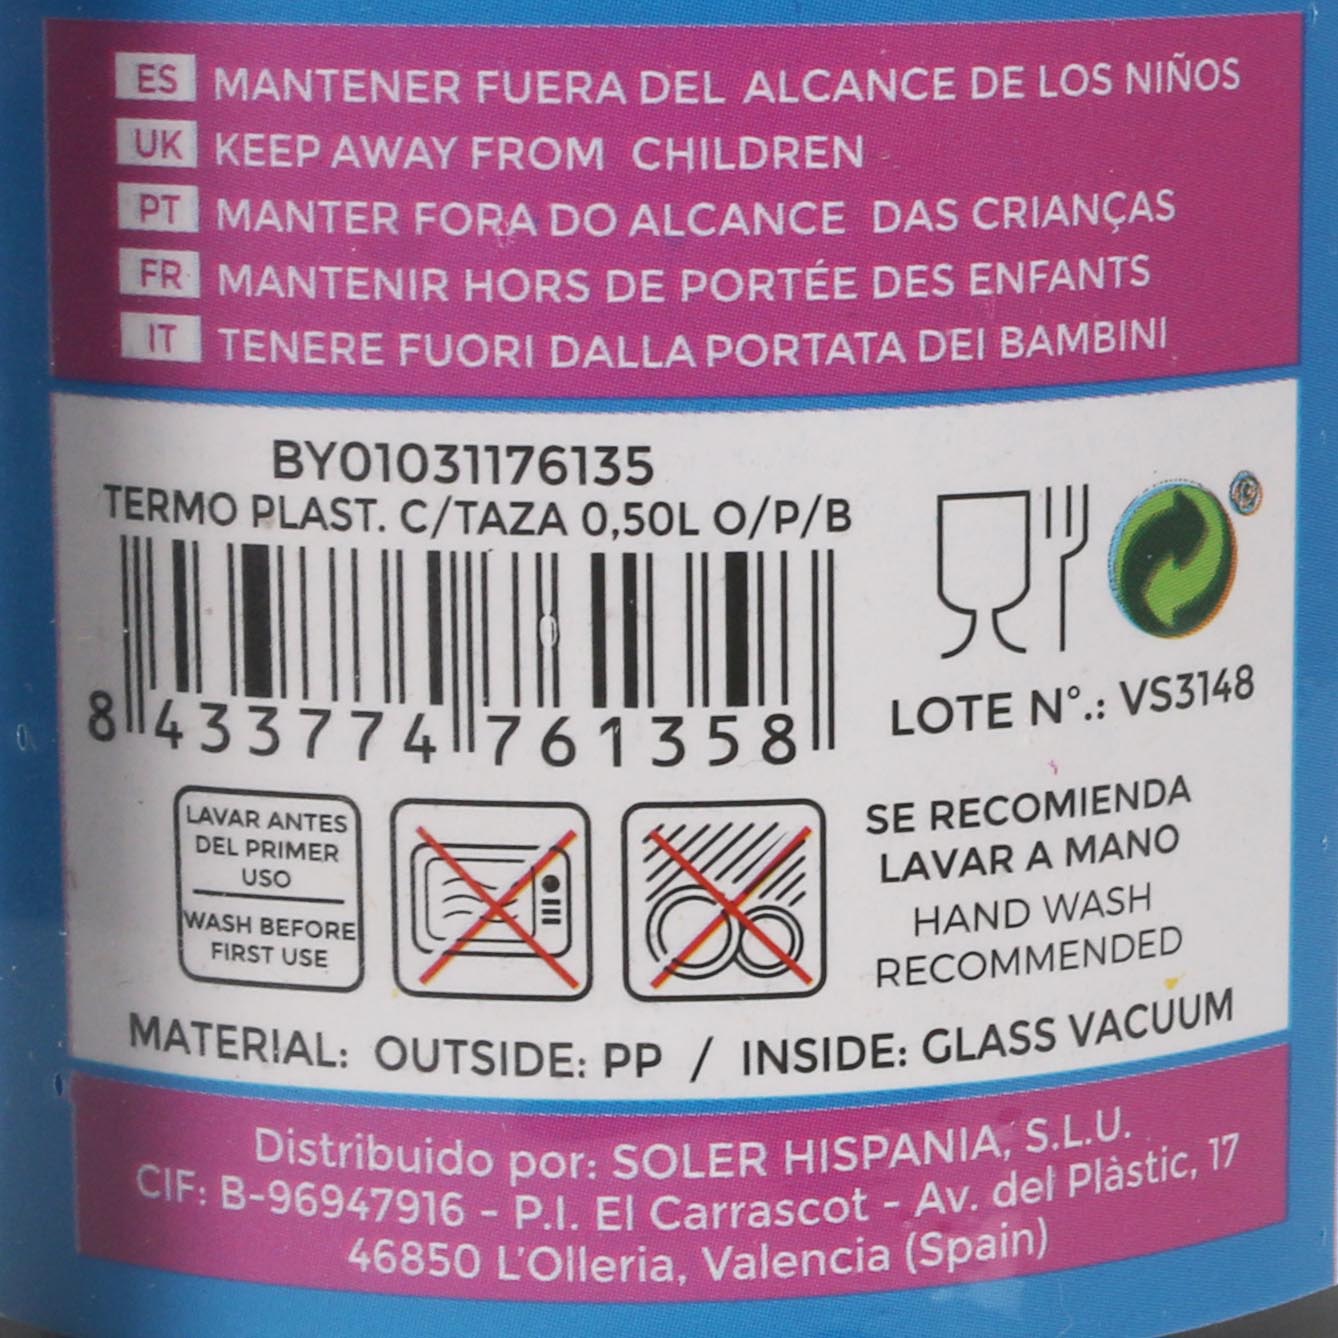 ES MANTENER FUERA DEL ALCANCE DE LOS NIÑOS
UK KEEP AWAY FROM CHILDREN
PT MANTER FORA DO ALCANCE DAS CRIANÇAS
FR MANTENIR HORS DE PORTÉE DES ENFANTS
IT TENERE FUORI DALLA PORTATA DEI BAMBINI
BY01031176135
TERMO PLAST. C/TAZA 0,50L O/P/B
8 433774 761358
LOTE N°.: VS3148
LAVAR ANTES
DEL PRIMER
USO
WASH BEFORE
FIRST USE
SE RECOMIENDA
LAVAR A MANO
HAND WASH
RECOMMENDED
MATERIAL: OUTSIDE: PP / INSIDE: GLASS VACUUM
Distribuido por: SOLER HISPANIA, S.L.U.
CIF: B-96947916 - P.I. El Carrascot - Av. del Plàstic, 17
46850 L'Olleria, Valencia (Spain)